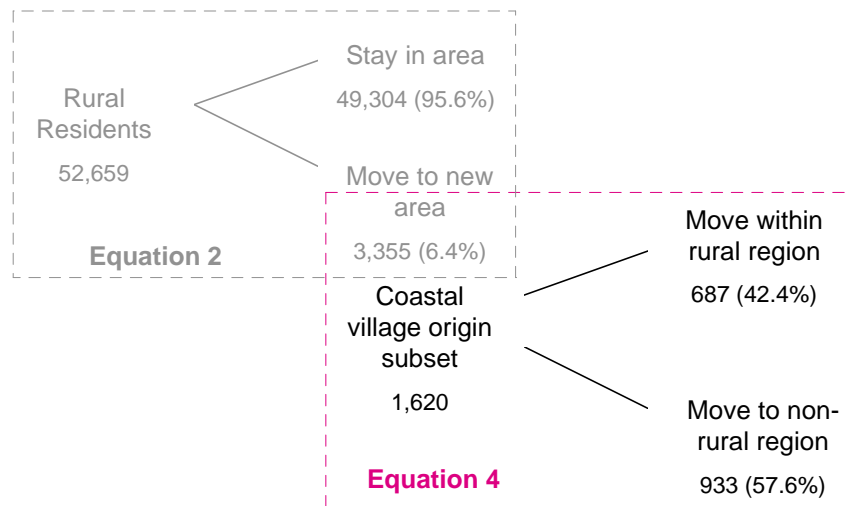 Rural
Residents
52,659
Stay in area
49,304 (95.6%)
Move to new
area
3,355 (6.4%)
Equation 2
Coastal
village origin
subset
1,620
Move within
rural region
687 (42.4%)
Move to non-
rural region
933 (57.6%)
Equation 4